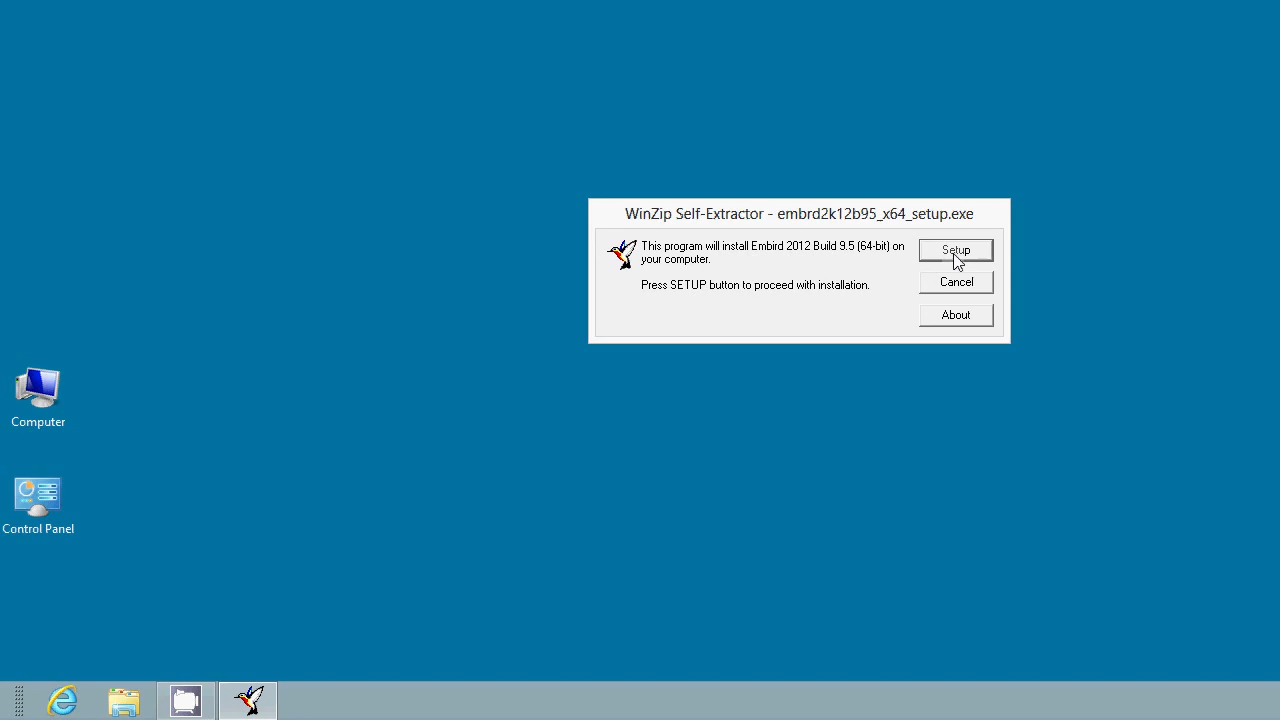 WinZip Self-Extractor - embrd2k12b95_x64_setup.exe
This program will install Embird 2012 Build 9.5 (64-bit) on
your computer.
Press SETUP button to proceed with installation.
Setup
Cancel
About
Computer
Control Panel